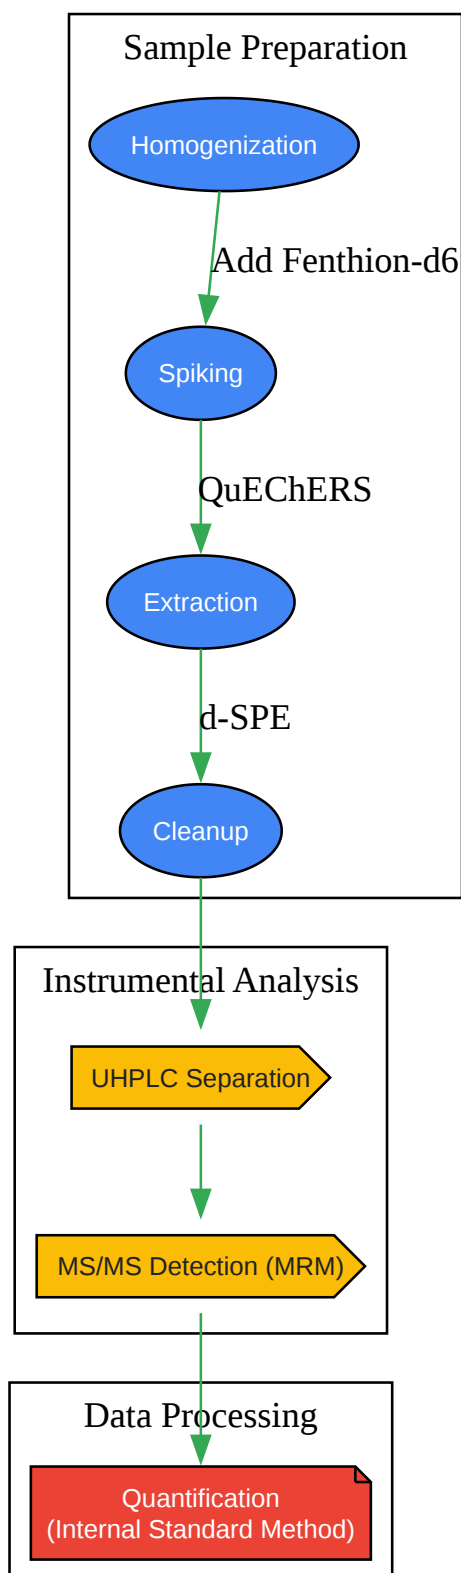 Sample Preparation
Homogenization
Add Fenthion-d6
Spiking
QuEChERS
Extraction
d-SPE
Cleanup
Instrumental Analysis
UHPLC Separation
MS/MS Detection (MRM)
Data Processing
Quantification
(Internal Standard Method)